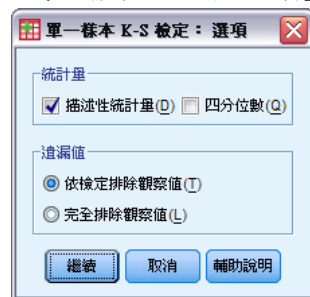 單一樣本 K-S 檢定：選項
統計量
描述性統計量(D) 四分位數(Q)
遺漏值
依檢定排除觀察值(T)
完全排除觀察值(L)
繼續 取消 輔助說明